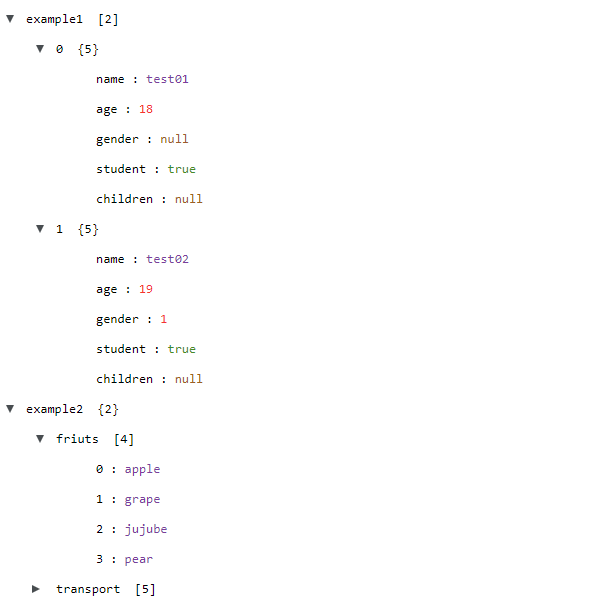 example1 [2]
0 {5}
name : test01
age : 18
gender : null
student : true
children : null
1 {5}
name : test02
age : 19
gender : 1
student : true
children : null
example2 {2}
friuts [4]
0 : apple
1 : grape
2 : jujube
3 : pear
transport [5]